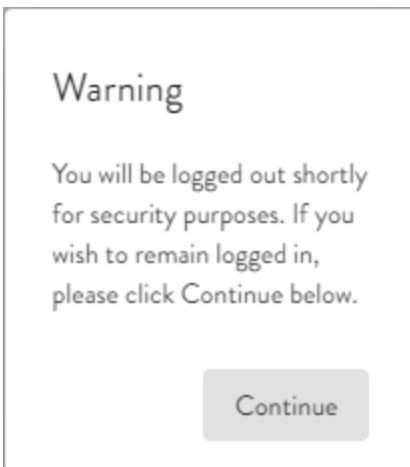 Warning
You will be logged out shortly
for security purposes. If you
wish to remain logged in,
please click Continue below.
Continue